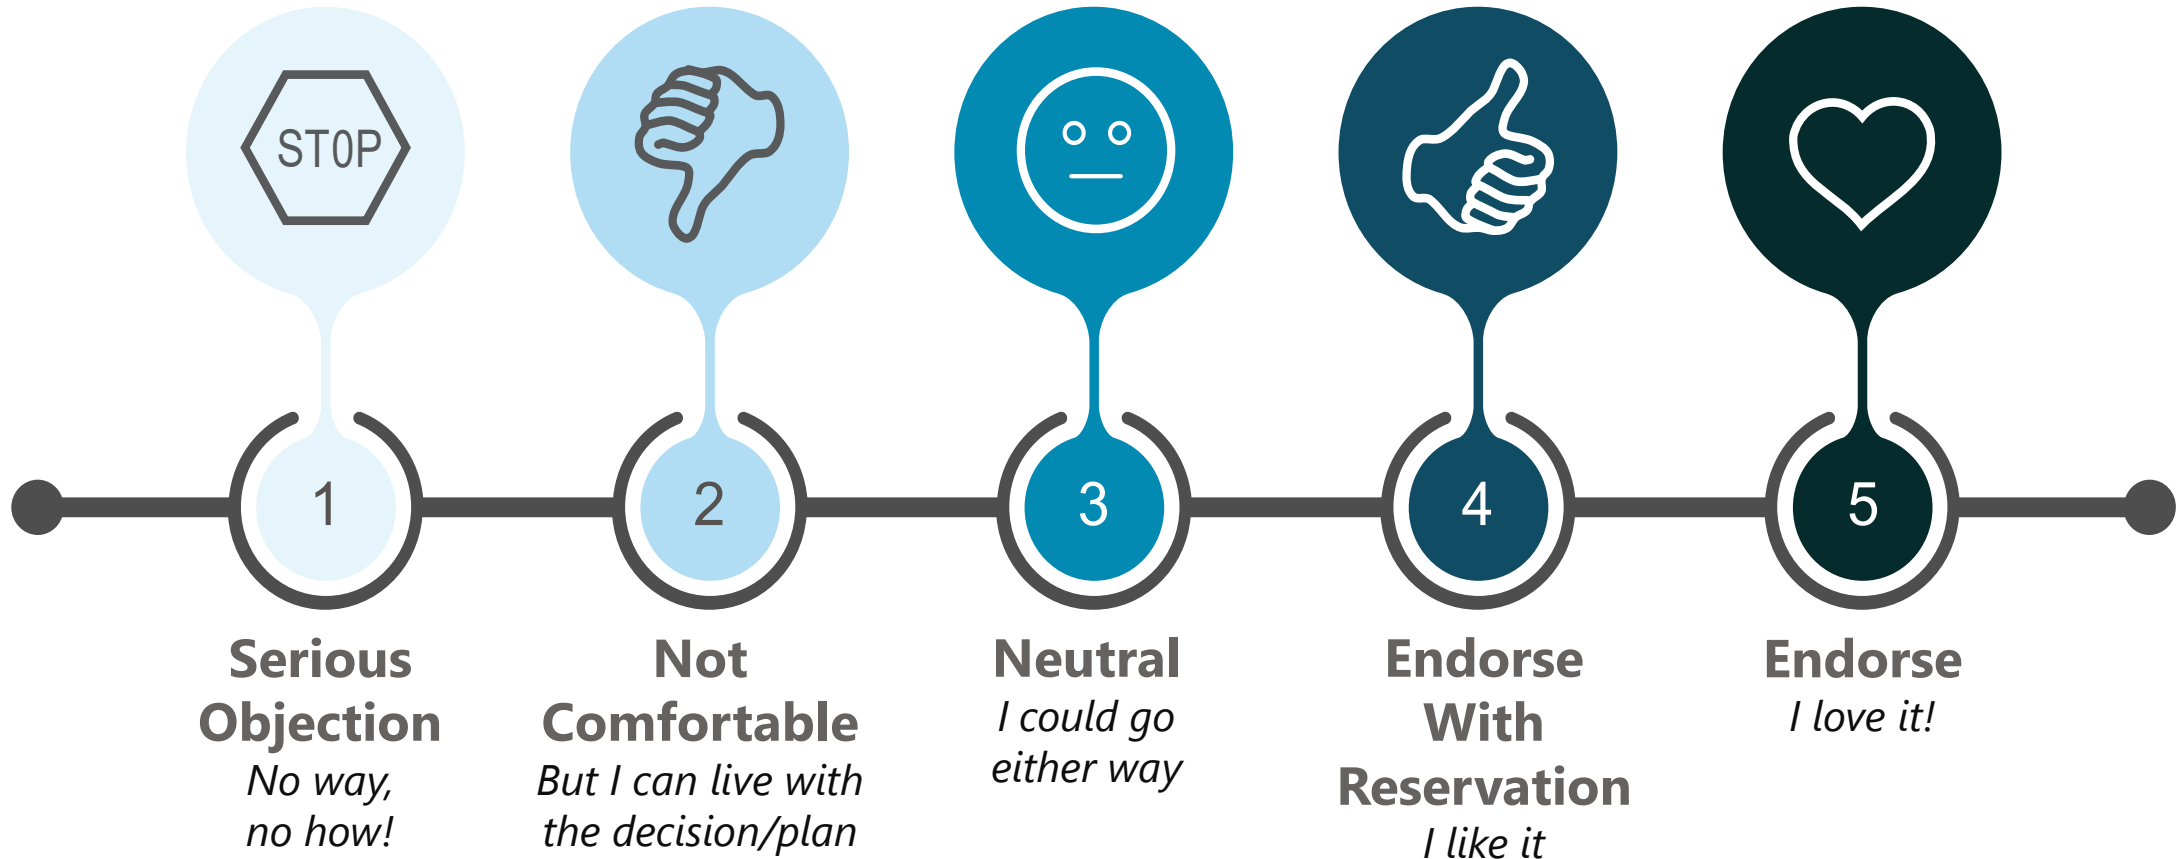 STOP
1
Serious
Objection
No way,
no how!
2
Not
Comfortable
But I can live with
the decision/plan
3
Neutral
I could go
either way
4
Endorse
With
Reservation
I like it
5
Endorse
I love it!